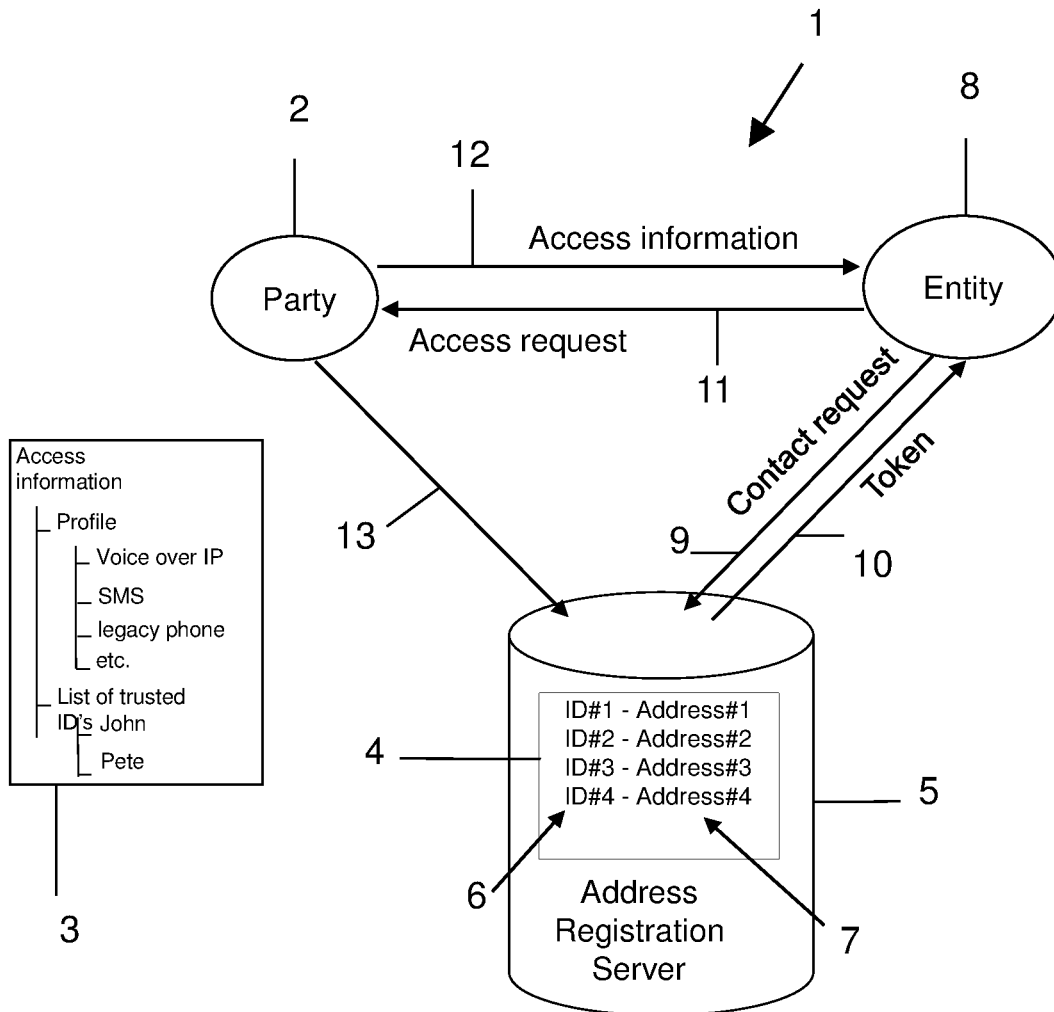 1
8
2
12
Access information
Party
Entity
Access request
11
Contact request
Token
Access
information
Profile
Voice over IP
SMS
legacy phone
etc.
List of trusted
ID's John
Pete
13
9
10
ID#1 - Address#1
ID#2 - Address#2
ID#3 - Address#3
ID#4 - Address#4
4
5
6
7
Address
Registration
Server
3